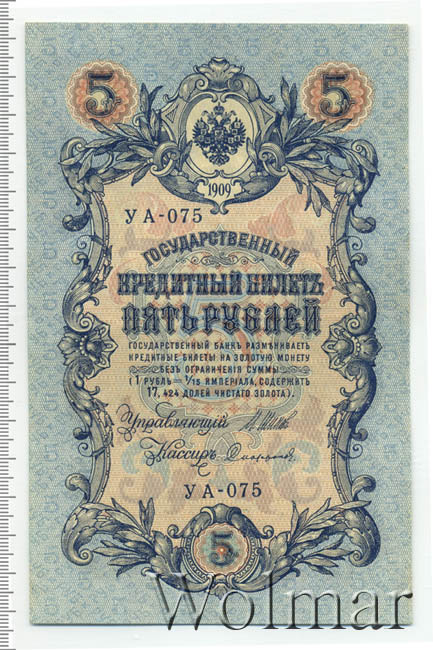 5 5
1909
УА-075
ГОСУДАРСТВЕННЫЙ
КРЕДИТНЫЙ БИЛЕТЪ
ПЯТЬ РУБЛЕЙ
ГОСУДАРСТВЕННЫЙ БАНКЪ РАЗМѢНИВАЕТЪ
КРЕДИТНЫЕ БИЛЕТЫ НА ЗОЛОТУЮ МОНЕТУ
БЕЗЪ ОГРАНИЧЕНІЯ СУММЫ
(1 РУБЛЬ = 1/15 ИМПЕРІАЛА, СОДЕРЖИТЪ
17,424 ДОЛЕЙ ЧИСТАГО ЗОЛОТА).
Управляющій
Кассиръ
УА-075
5
Wolmar